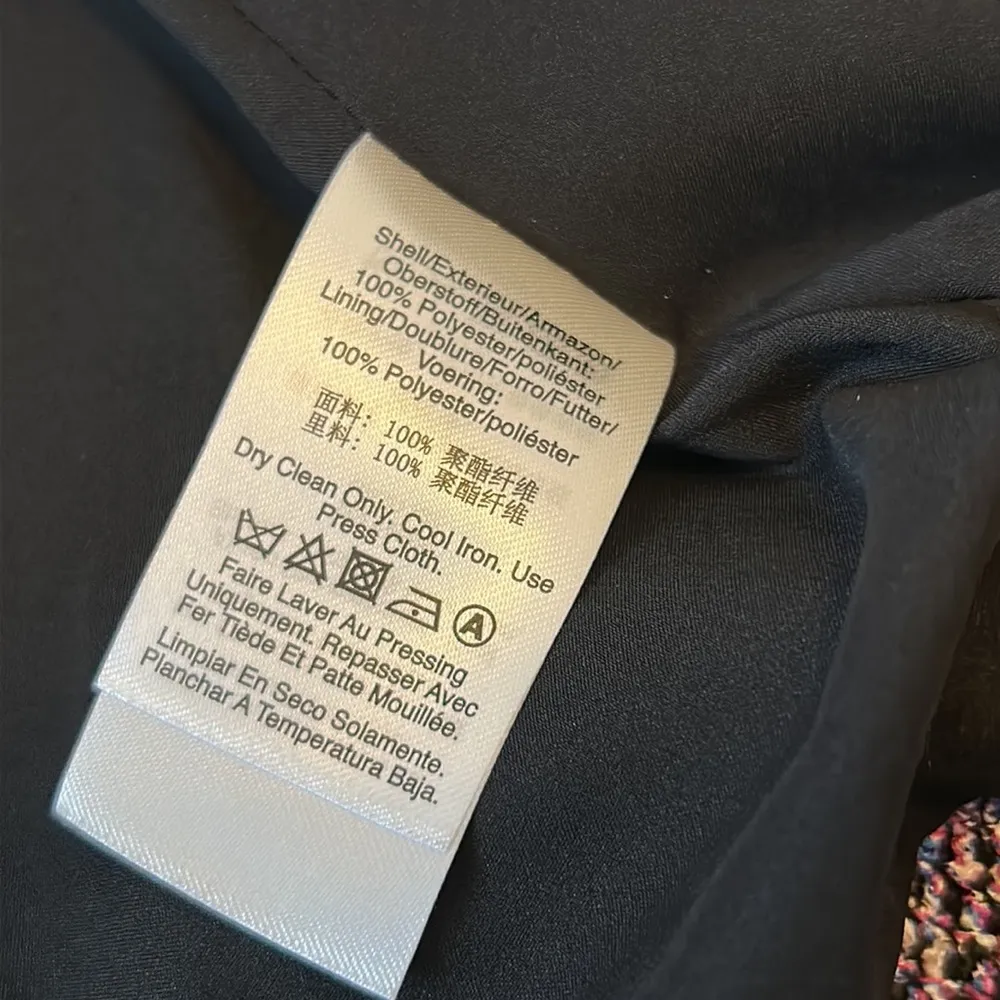 Shell/Exterieur/Armazon/
Oberstoff/Buitenkant:
100% Polyester/poliéster
Lining/Doublure/Forro/Futter/
Voering:
100% Polyester/poliéster
面料: 100% 聚酯纤维
里料: 100% 聚酯纤维
Dry Clean Only. Cool Iron. Use
Press Cloth.
A
Faire Laver Au Pressing
Uniquement. Repasser Avec
Fer Tiède Et Patte Mouillée.
Limpiar En Seco Solamente.
Planchar A Temperatura Baja.